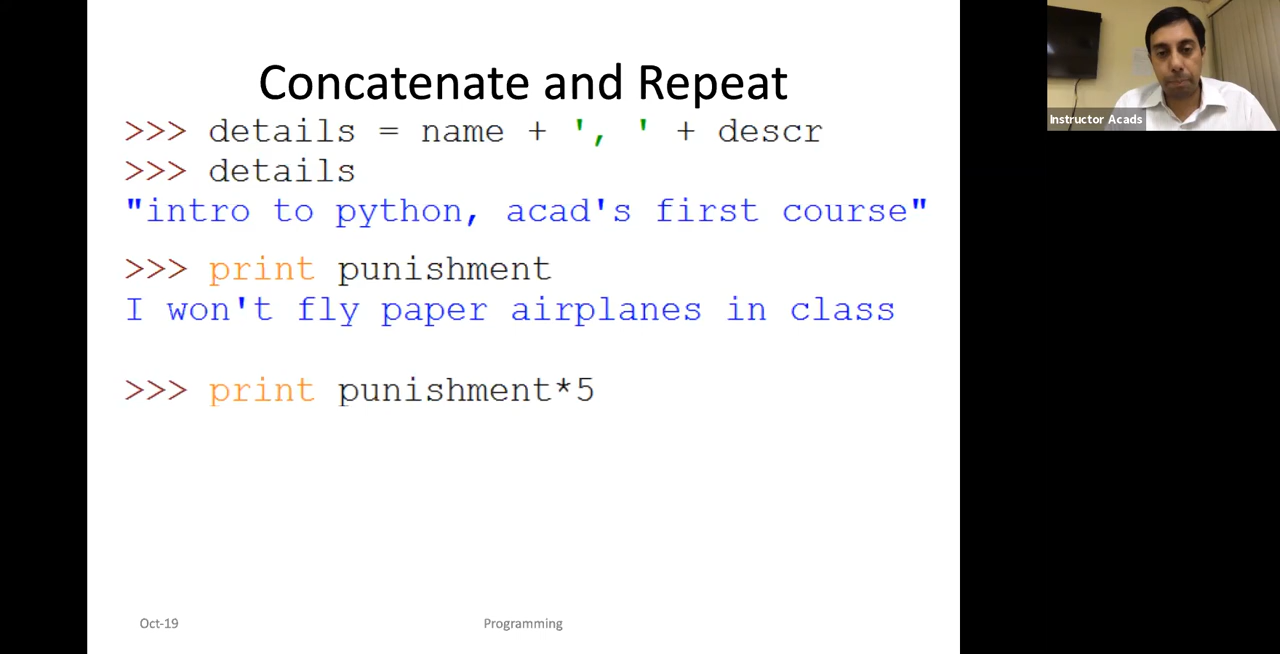 Concatenate and Repeat
>>> details = name + ', ' + descr
>>> details
"intro to python, acad's first course"
>>> print punishment
I won't fly paper airplanes in class
>>> print punishment*5
Oct-19
Programming
Instructor Acads